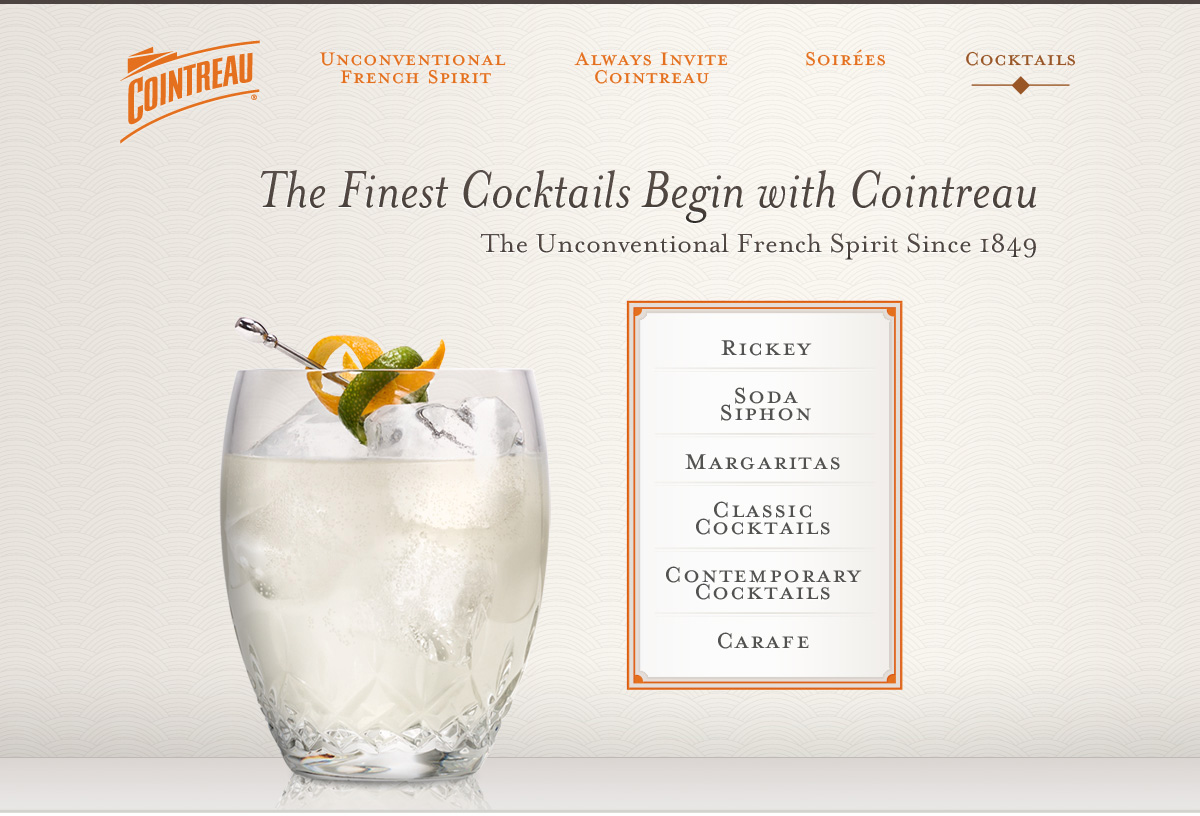 COINTREAU
®
Unconventional
French Spirit
Always Invite
Cointreau
Soirées
Cocktails
The Finest Cocktails Begin with Cointreau
The Unconventional French Spirit Since 1849
Rickey
Soda
Siphon
Margaritas
Classic
Cocktails
Contemporary
Cocktails
Carafe